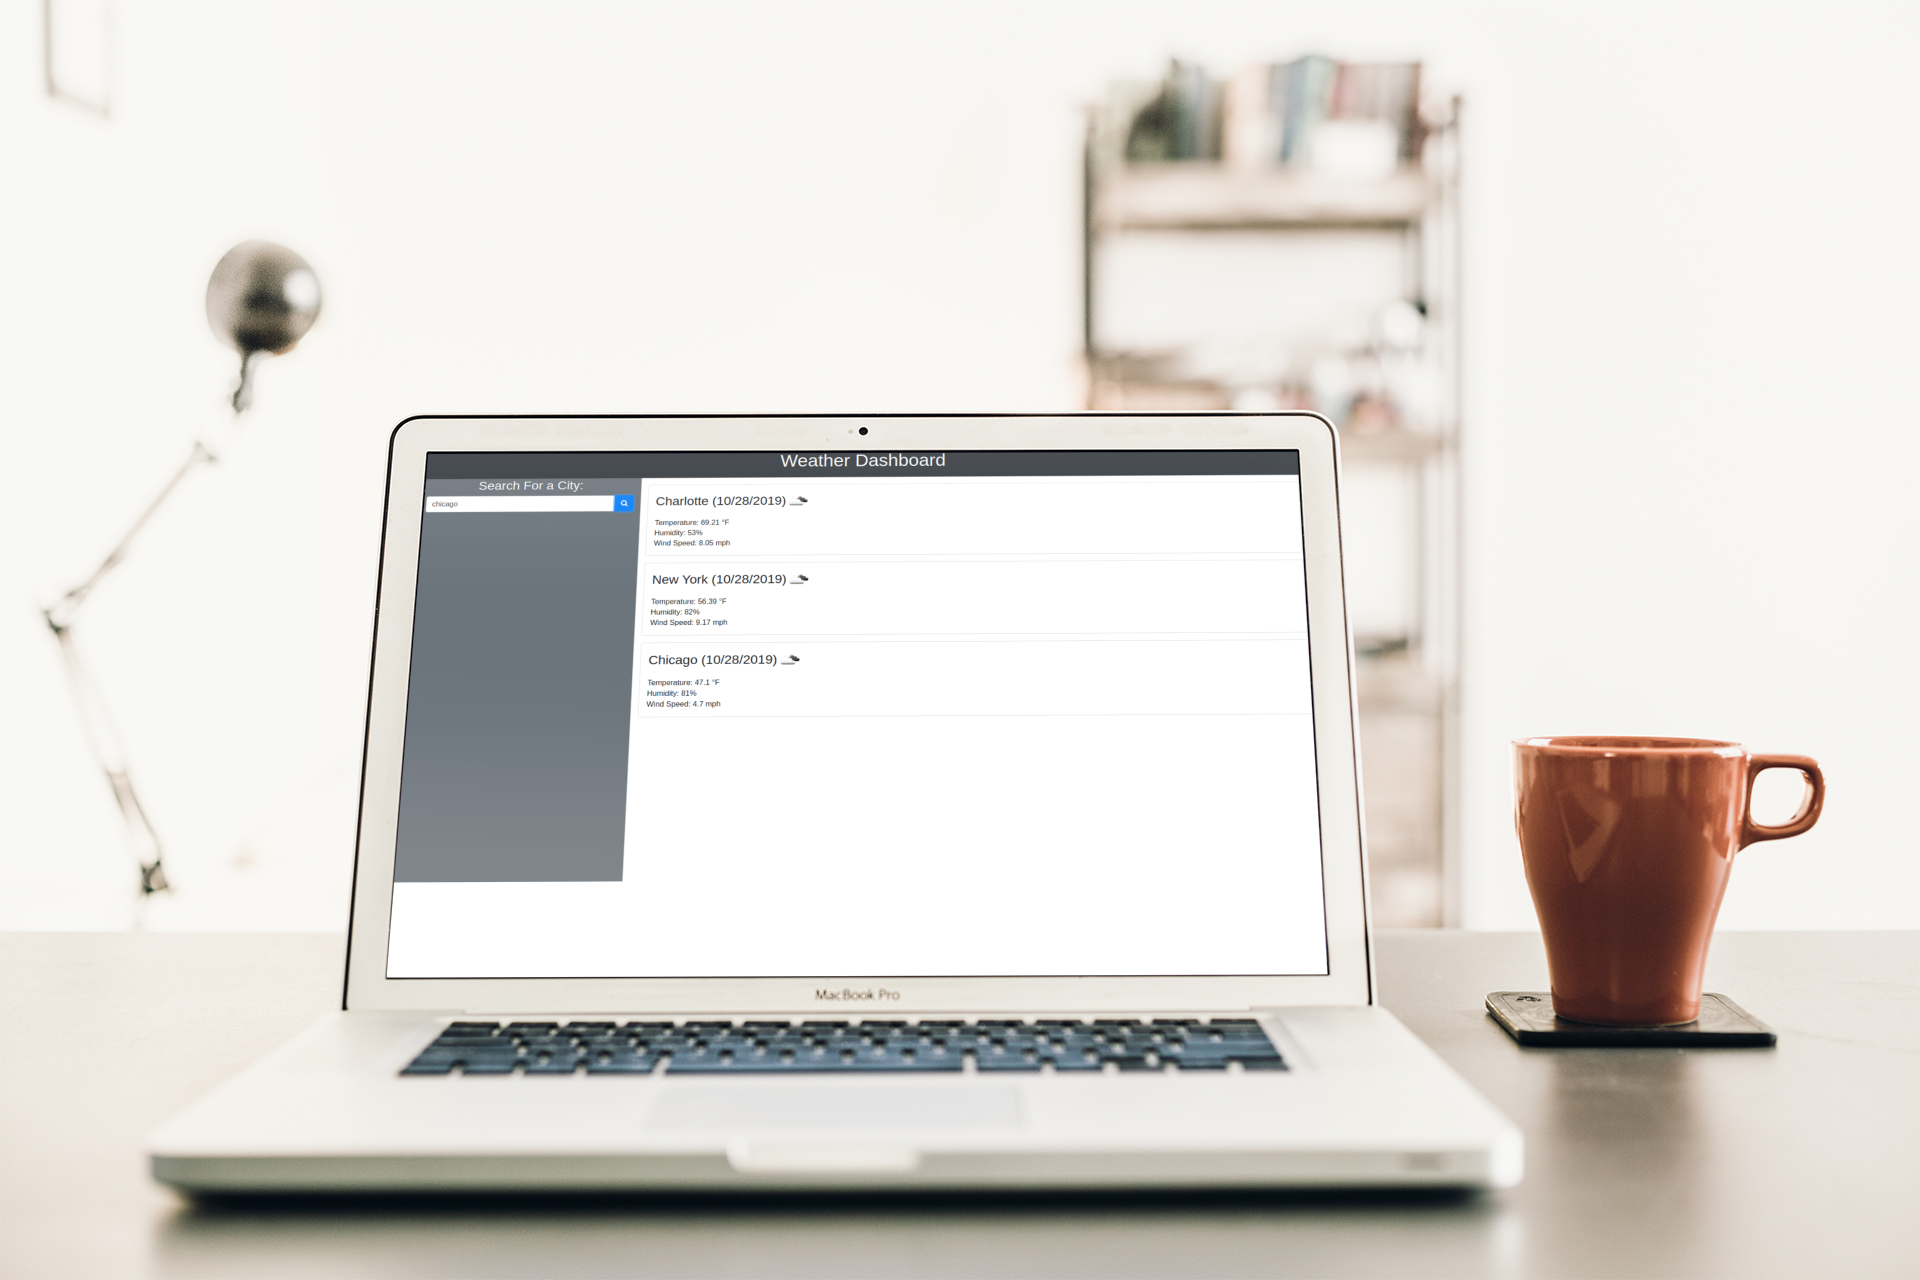 Weather Dashboard
Search For a City:
chicago
Charlotte (10/28/2019)
Temperature: 69.21 °F
Humidity: 53%
Wind Speed: 8.05 mph
New York (10/28/2019)
Temperature: 56.39 °F
Humidity: 82%
Wind Speed: 9.17 mph
Chicago (10/28/2019)
Temperature: 47.1 °F
Humidity: 81%
Wind Speed: 4.7 mph
MacBook Pro